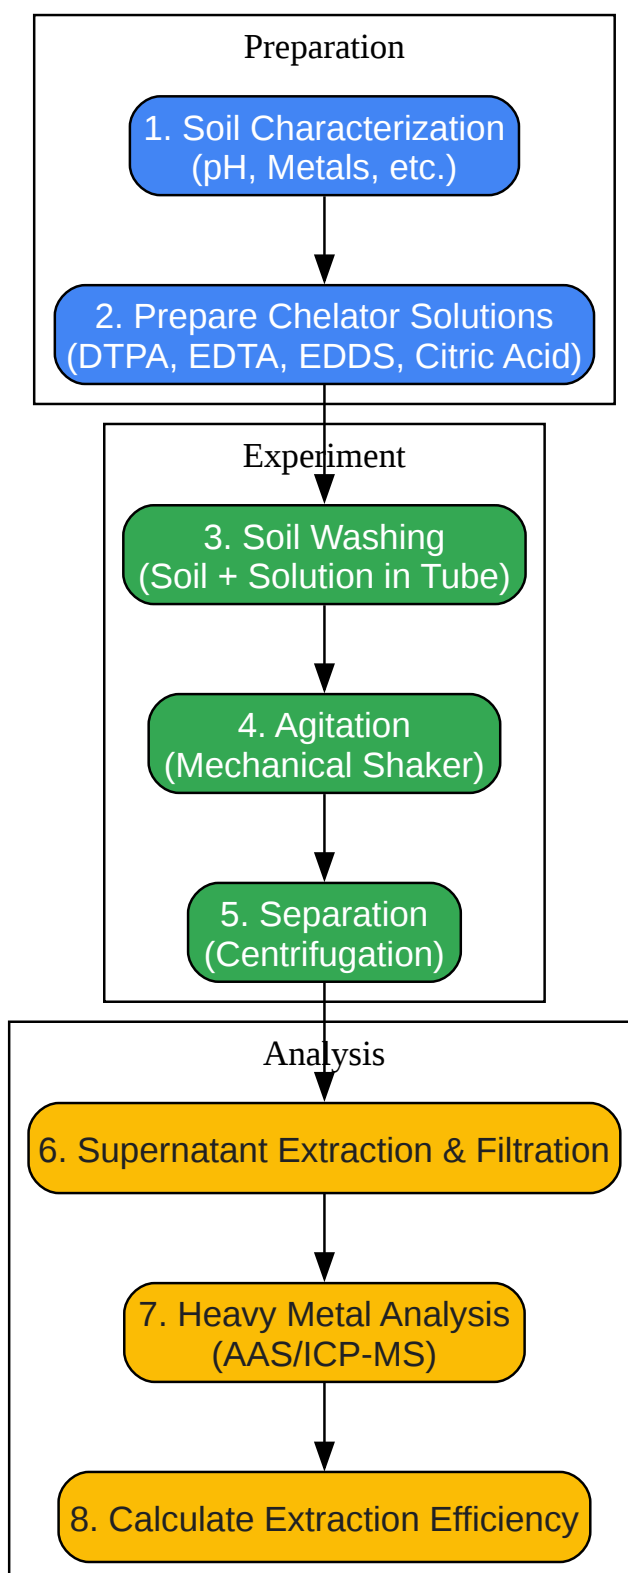 Preparation
1. Soil Characterization
(pH, Metals, etc.)
2. Prepare Chelator Solutions
(DTPA, EDTA, EDDS, Citric Acid)
Experiment
3. Soil Washing
(Soil + Solution in Tube)
4. Agitation
(Mechanical Shaker)
5. Separation
(Centrifugation)
Analysis
6. Supernatant Extraction & Filtration
7. Heavy Metal Analysis
(AAS/ICP-MS)
8. Calculate Extraction Efficiency